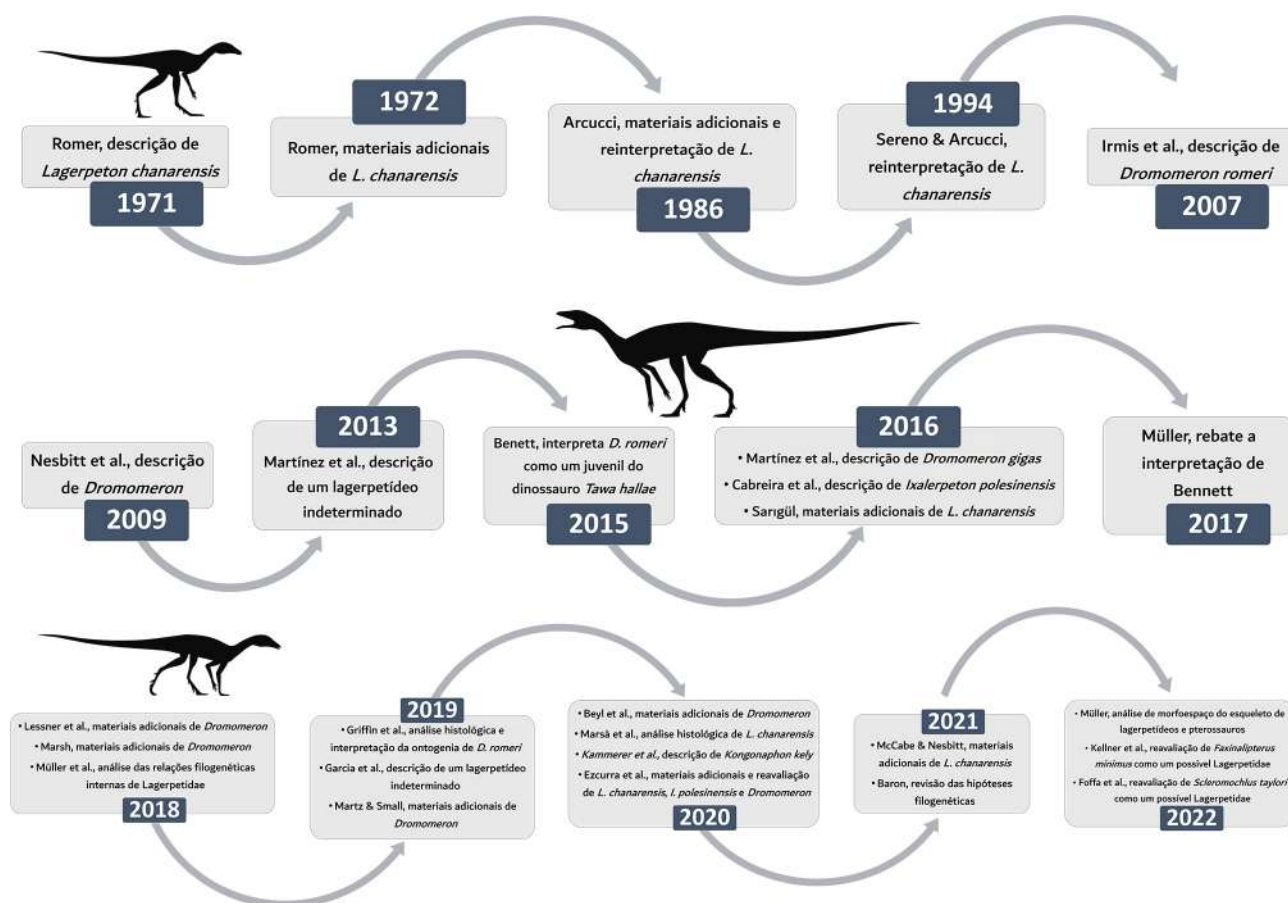 Romer, descrição de
Lagerpeton chanarensis
1971
1972
Romer, materiais adicionais
de L. chanarensis
Arcucci, materiais adicionais e
reinterpretação de L.
chanarensis
1986
1994
Sereno & Arcucci,
reinterpretação de L.
chanarensis
Irmis et al., descrição de
Dromomeron romeri
2007
Nesbitt et al., descrição
de Dromomeron
2009
2013
Martínez et al., descrição
de um lagerpetídeo
indeterminado
Benett, interpreta D. romeri
como um juvenil do
dinossauro Tawa hallae
2015
2016
• Martínez et al., descrição de Dromomeron gigas
• Cabreira et al., descrição de Ixalerpeton polesinensis
• Sarıgül, materiais adicionais de L. chanarensis
Müller, rebate a
interpretação de
Bennett
2017
• Lessner et al., materiais adicionais de Dromomeron
• Marsh, materiais adicionais de Dromomeron
• Müller et al., análise das relações filogenéticas
internas de Lagerpetidae
2018
2019
• Griffin et al., análise histológica e
interpretação da ontogenia de D. romeri
• Garcia et al., descrição de um lagerpetídeo
indeterminado
• Martz & Small, materiais adicionais de
Dromomeron
• Beyl et al., materiais adicionais de Dromomeron
• Marsà et al., análise histológica de L. chanarensis
• Kammerer et al., descrição de Kongonaphon kely
• Ezcurra et al., materiais adicionais e reavaliação
de L. chanarensis, I. polesinensis e Dromomeron
2020
2021
• McCabe & Nesbitt, materiais
adicionais de L. chanarensis
• Baron, revisão das hipóteses
filogenéticas
• Müller, análise de morfoespaço do esqueleto de
lagerpetídeos e pterossauros
• Kellner et al., reavaliação de Faxinalipterus
minimus como um possível Lagerpetidae
• Foffa et al., reavaliação de Scleromochlus taylori
como um possível Lagerpetidae
2022